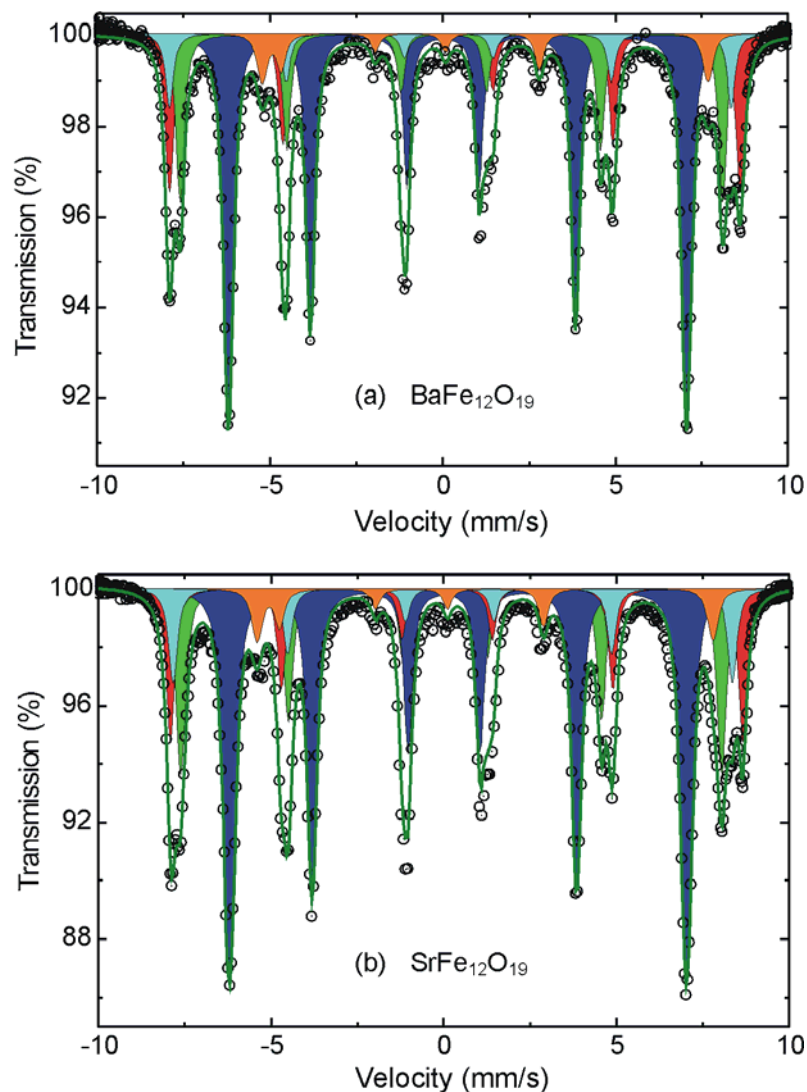 100
98
96
94
92
Transmission (%)
(a) BaFe₁₂O₁₉
-10 -5 0 5 10
Velocity (mm/s)
100
96
92
88
Transmission (%)
(b) SrFe₁₂O₁₉
-10 -5 0 5 10
Velocity (mm/s)